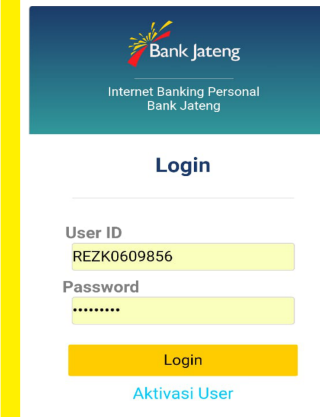 Bank Jateng
Internet Banking Personal
Bank Jateng
Login
User ID
REZK0609856
Password
•••••••••
Login
Aktivasi User